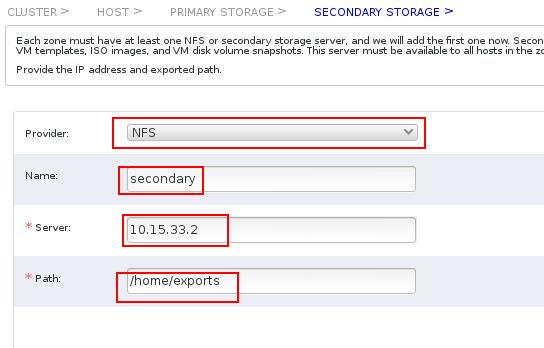 CLUSTER > HOST > PRIMARY STORAGE > SECONDARY STORAGE >
Each zone must have at least one NFS or secondary storage server, and we will add the first one now. Secon
VM templates, ISO images, and VM disk volume snapshots. This server must be available to all hosts in the zo
Provide the IP address and exported path.
Provider: NFS
Name: secondary
* Server: 10.15.33.2
* Path: /home/exports